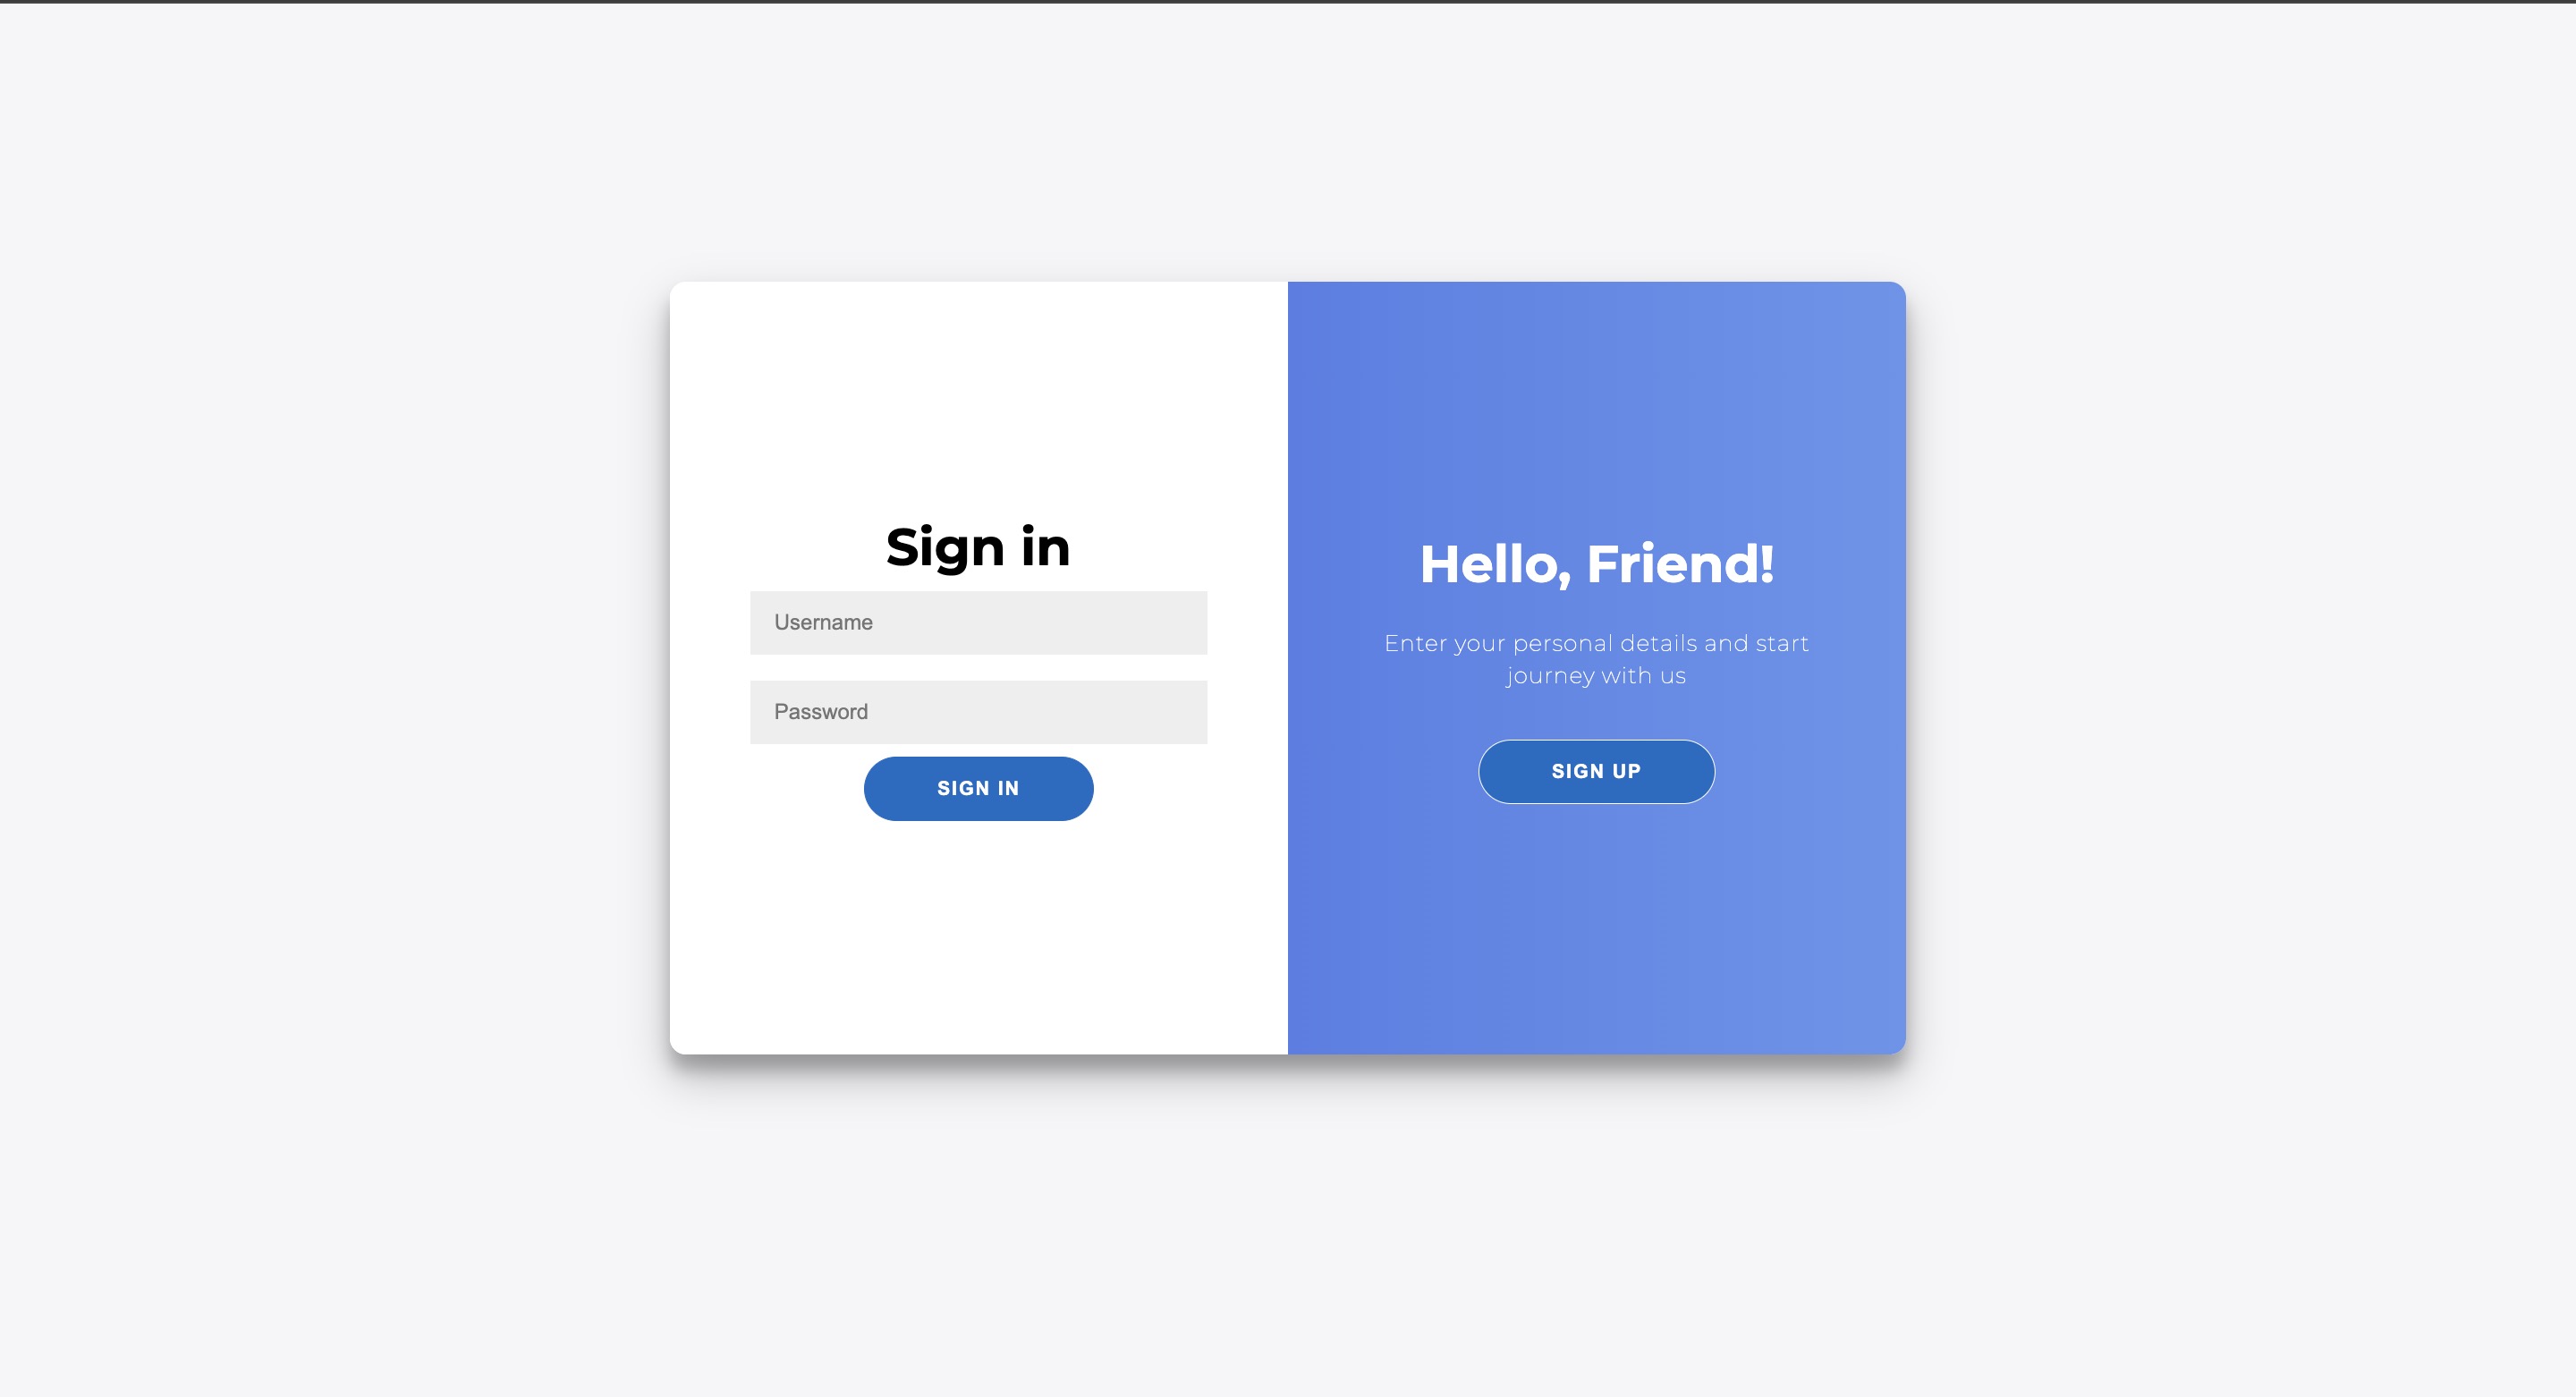 Sign in
Username
Password
SIGN IN
Hello, Friend!
Enter your personal details and start
journey with us
SIGN UP